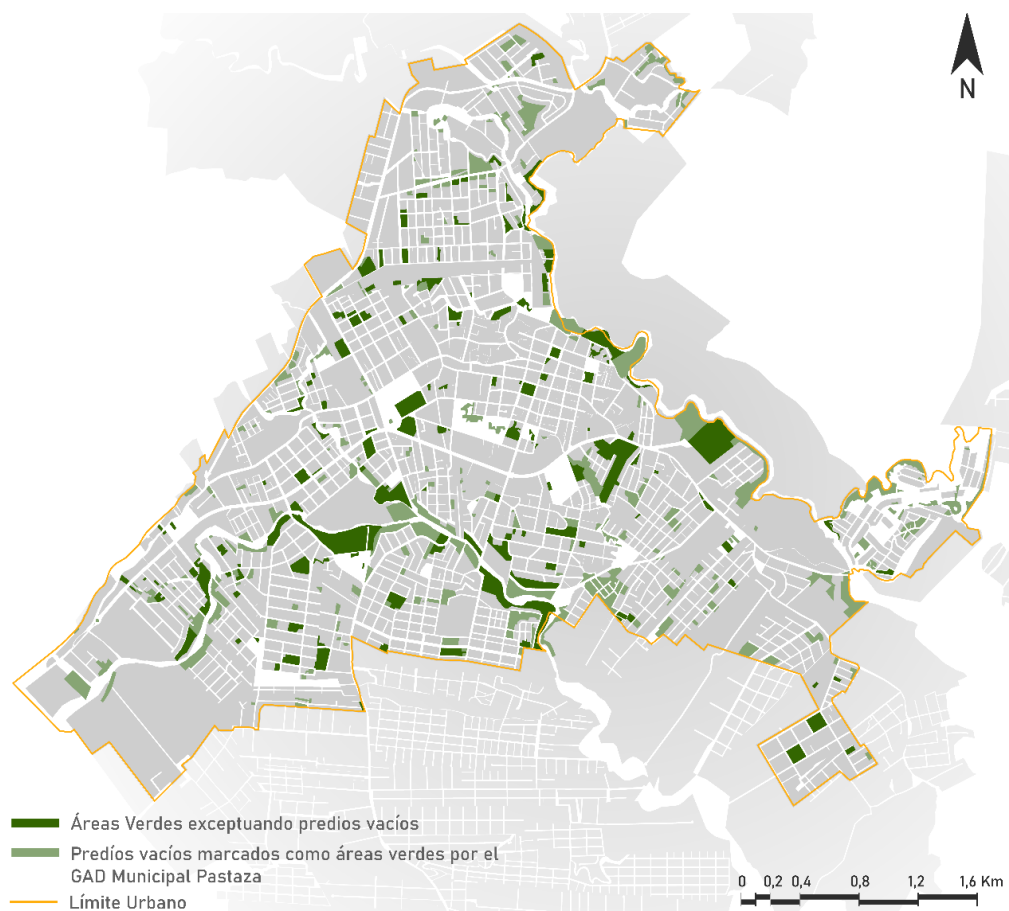 N
Áreas Verdes exceptuando predios vacíos
Predíos vacíos marcados como áreas verdes por el
GAD Municipal Pastaza
Límite Urbano
0 0,2 0,4 0,8 1,2 1,6 Km